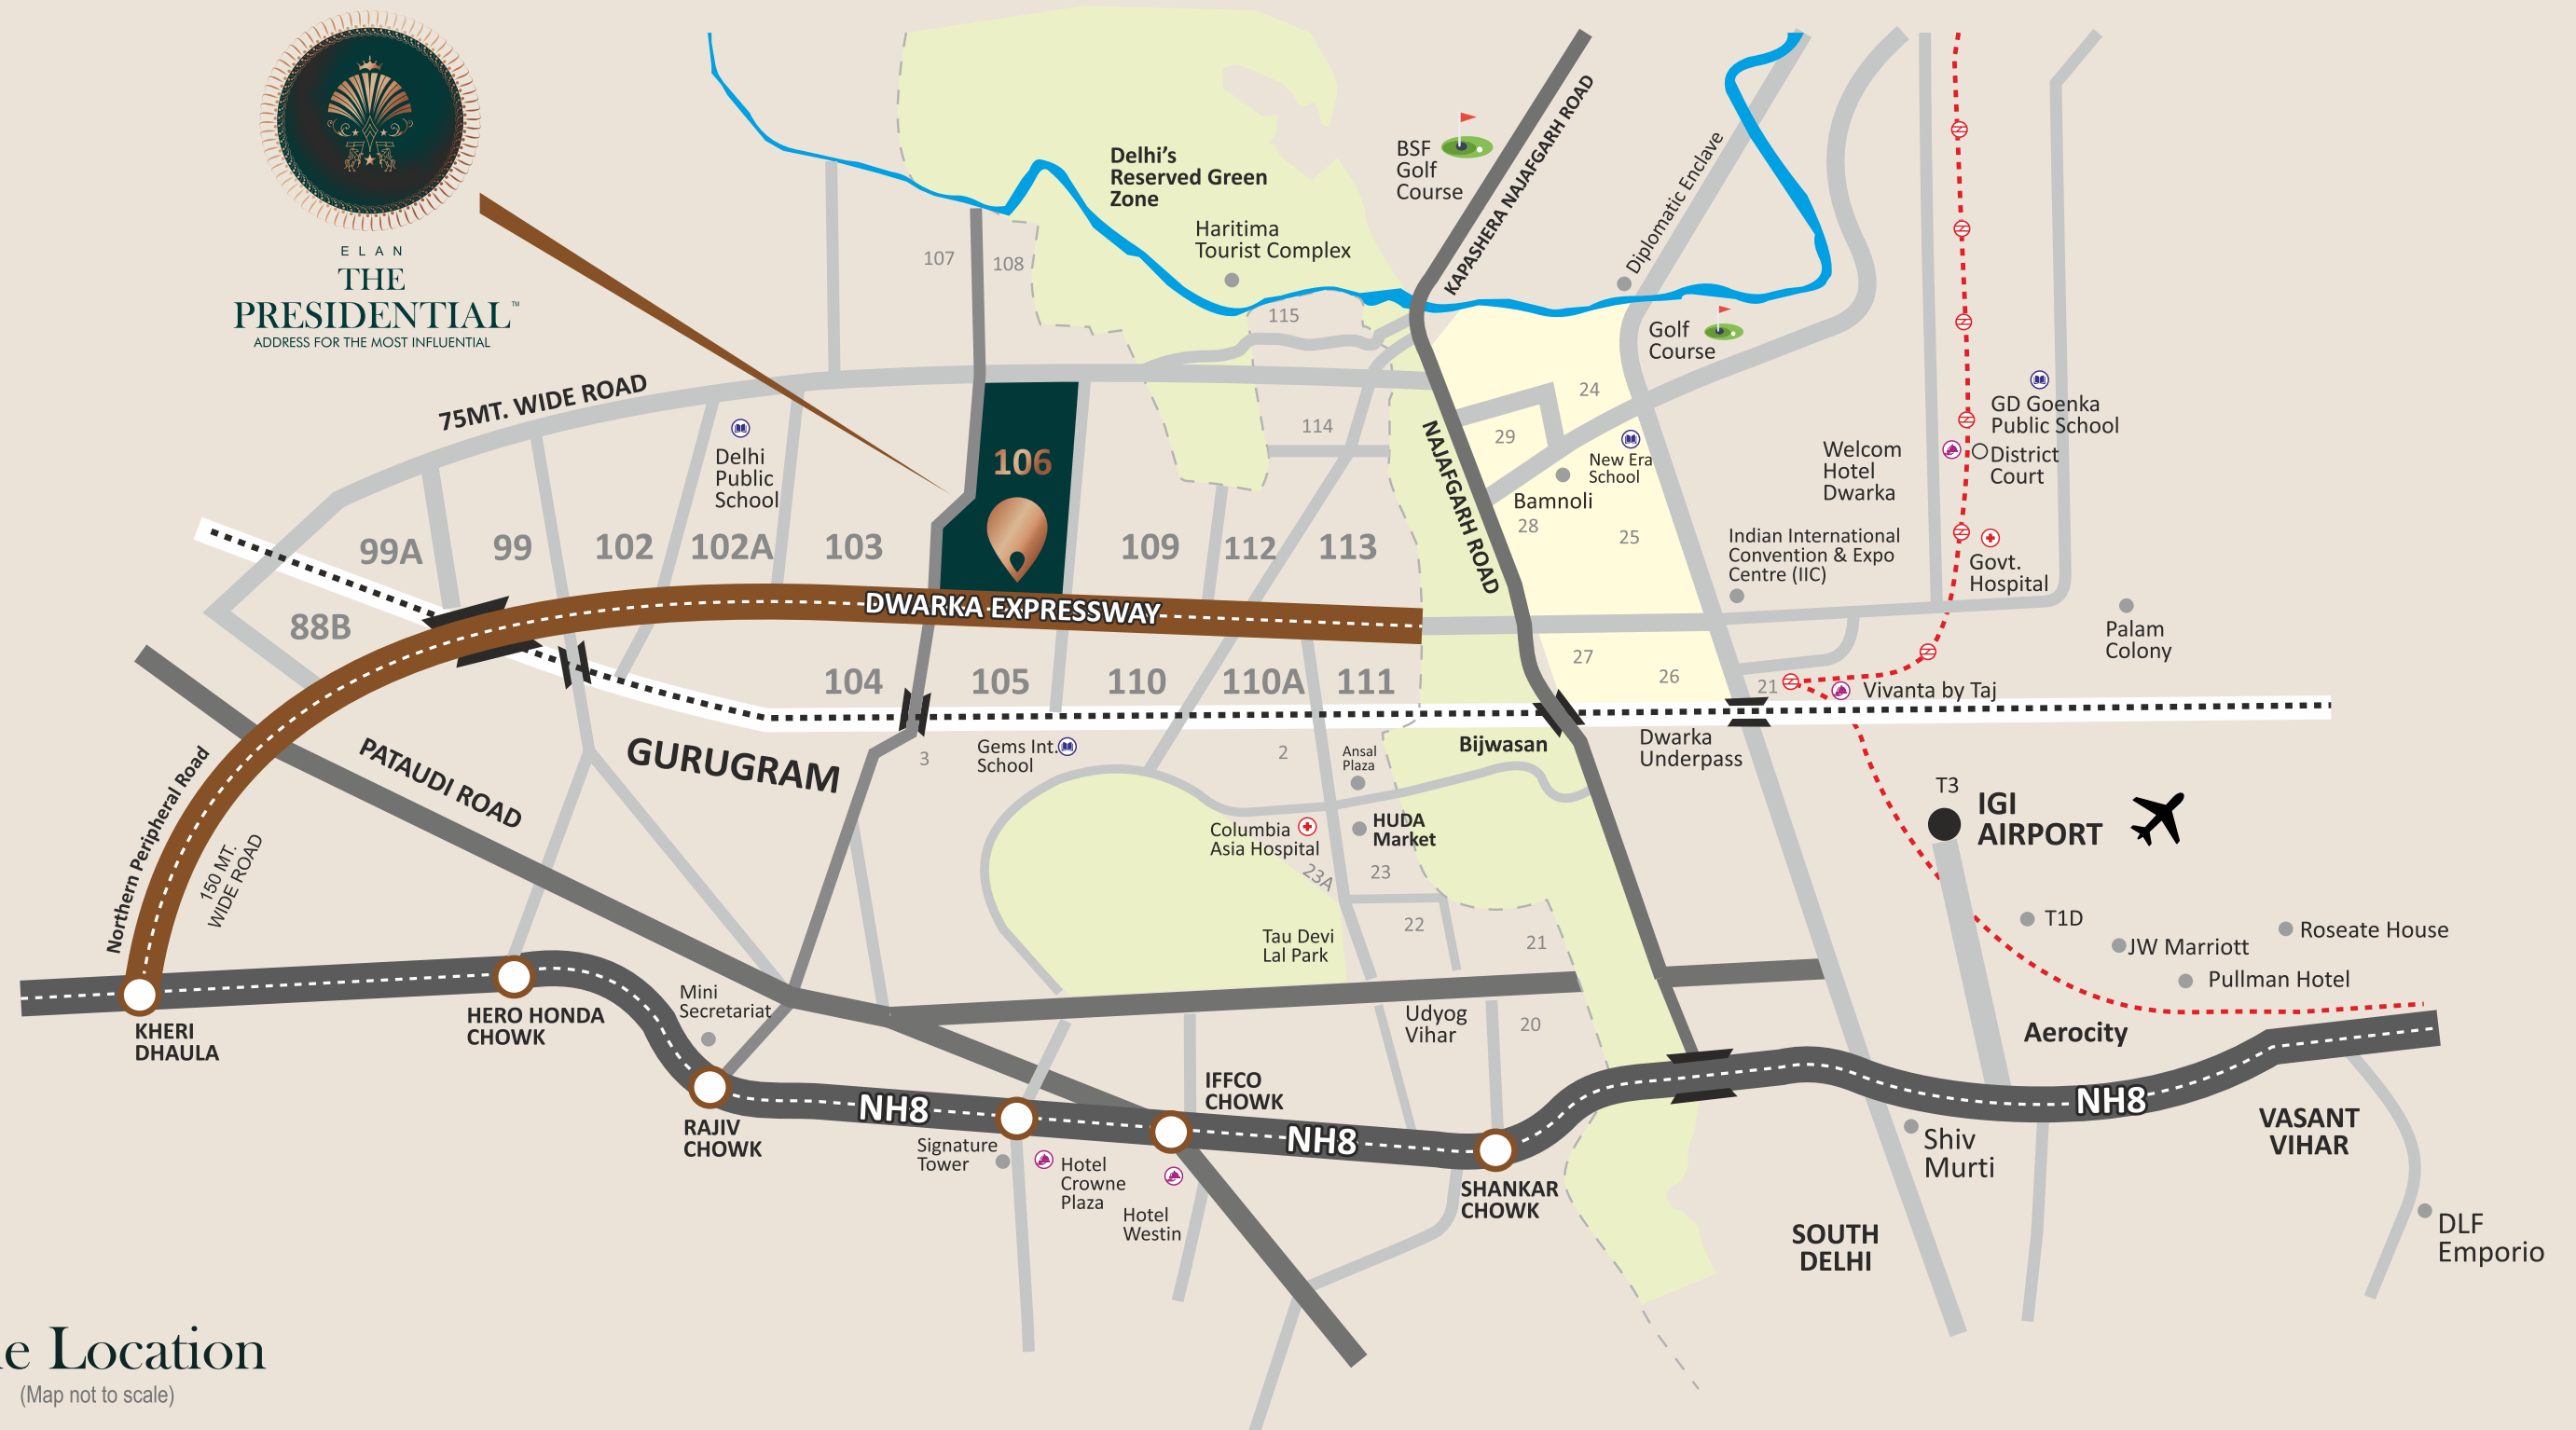 ELAN
THE
PRESIDENTIAL™
ADDRESS FOR THE MOST INFLUENTIAL
Delhi's
Reserved Green
Zone
Haritima
Tourist Complex
BSF
Golf
Course
KAPASHERA NAJAFGARH ROAD
Diplomatic Enclave
Golf
Course
107
108
115
75MT. WIDE ROAD
Delhi
Public
School
106
114
24
29
New Era
School
Bamnoli
28
25
NAJAFGARH ROAD
Welcom
Hotel
Dwarka
GD Goenka
Public School
District
Court
Indian International
Convention & Expo
Centre (IIC)
Govt.
Hospital
Palam
Colony
99A
99
102
102A
103
109
112
113
88B
DWARKA EXPRESSWAY
104
105
110
110A
111
27
26
21
Vivanta by Taj
Northern Peripheral Road
150 MT.
WIDE ROAD
PATAUDI ROAD
GURUGRAM
3
Gems Int.
School
2
Ansal
Plaza
Bijwasan
Dwarka
Underpass
Columbia
Asia Hospital
HUDA
Market
23A
23
22
21
Tau Devi
Lal Park
T3
IGI
AIRPORT
T1D
JW Marriott
Roseate House
Pullman Hotel
Aerocity
KHERI
DHAULA
HERO HONDA
CHOWK
Mini
Secretariat
RAJIV
CHOWK
NH8
Signature
Tower
Hotel
Crowne
Plaza
Hotel
Westin
IFFCO
CHOWK
NH8
Udyog
Vihar
20
SHANKAR
CHOWK
NH8
Shiv
Murti
SOUTH
DELHI
VASANT
VIHAR
DLF
Emporio
e Location
(Map not to scale)